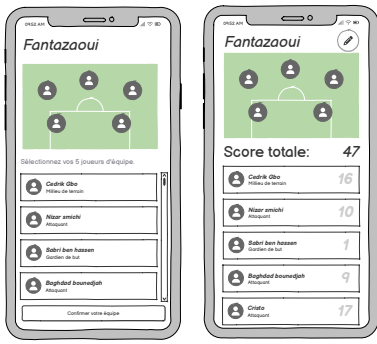 09:52 AM
Fantazaoui
Sélectionnez vos 5 joueurs d'équipe.
Cedrik Gbo
Millieu de terrain
Nizar smichi
Attaquant
Sabri ben hassen
Gardien de but
Baghdad bounedjah
Attaquant
Confirmer votre équipe
09:52 AM
Fantazaoui
Score totale: 47
Cedrik Gbo 16
Millieu de terrain
Nizar smichi 10
Attaquant
Sabri ben hassen 1
Gardien de but
Baghdad bounedjah 9
Attaquant
Cristo 17
Attaquant